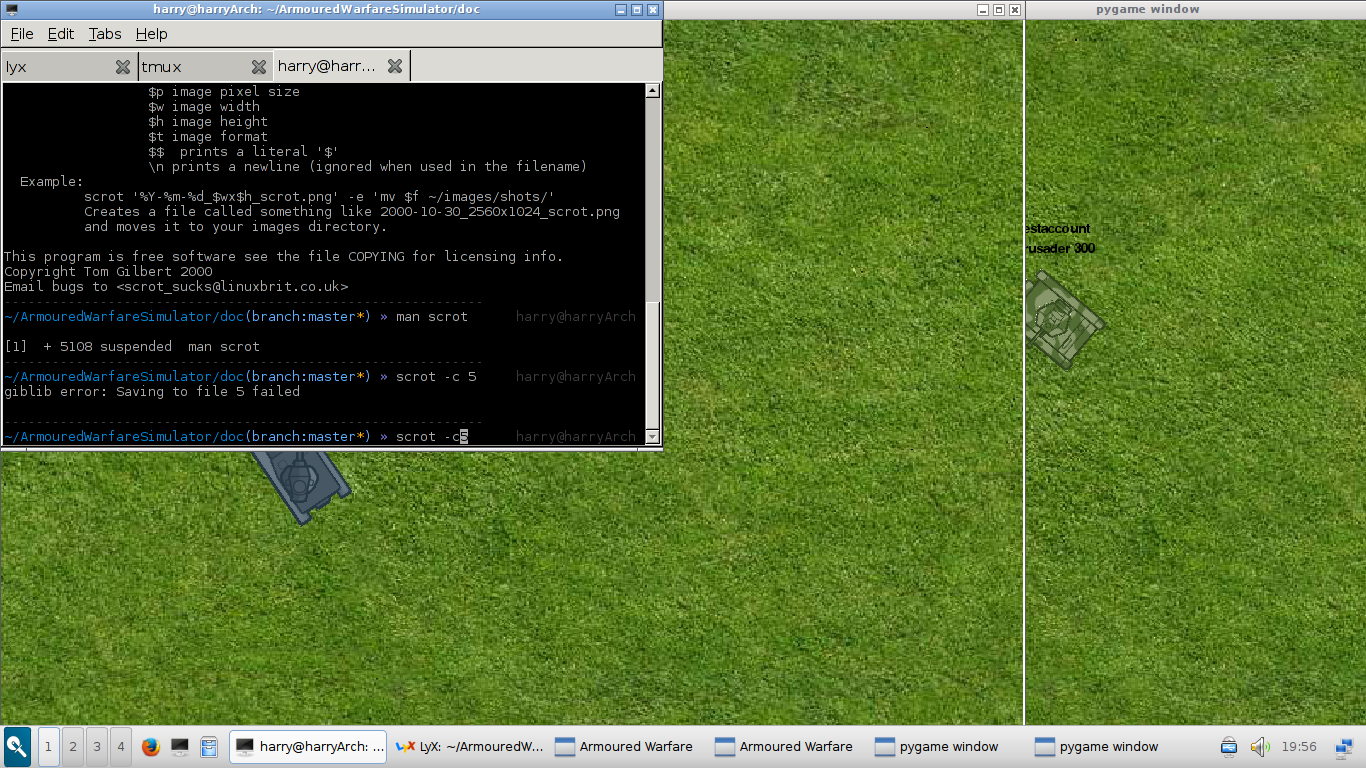 harry@harryArch: ~/ArmouredWarfareSimulator/doc
pygame window
File Edit Tabs Help
lyx tmux harry@harr...
$p image pixel size
$w image width
$h image height
$t image format
$$  prints a literal '$'
\n prints a newline (ignored when used in the filename)
Example:
scrot '%Y-%m-%d_$wx$h_scrot.png' -e 'mv $f ~/images/shots/'
Creates a file called something like 2000-10-30_2560x1024_scrot.png
and moves it to your images directory.
This program is free software see the file COPYING for licensing info.
Copyright Tom Gilbert 2000
Email bugs to <scrot_sucks@linuxbrit.co.uk>
~/ArmouredWarfareSimulator/doc(branch:master*) » man scrot harry@harryArch
[1]  + 5108 suspended  man scrot
~/ArmouredWarfareSimulator/doc(branch:master*) » scrot -c 5 harry@harryArch
giblib error: Saving to file 5 failed
~/ArmouredWarfareSimulator/doc(branch:master*) » scrot -c5 harry@harryArch
estaccount
rusader 300
1 2 3 4 harry@harryArch: ... LyX: ~/ArmouredW... Armoured Warfare Armoured Warfare pygame window pygame window 19:56